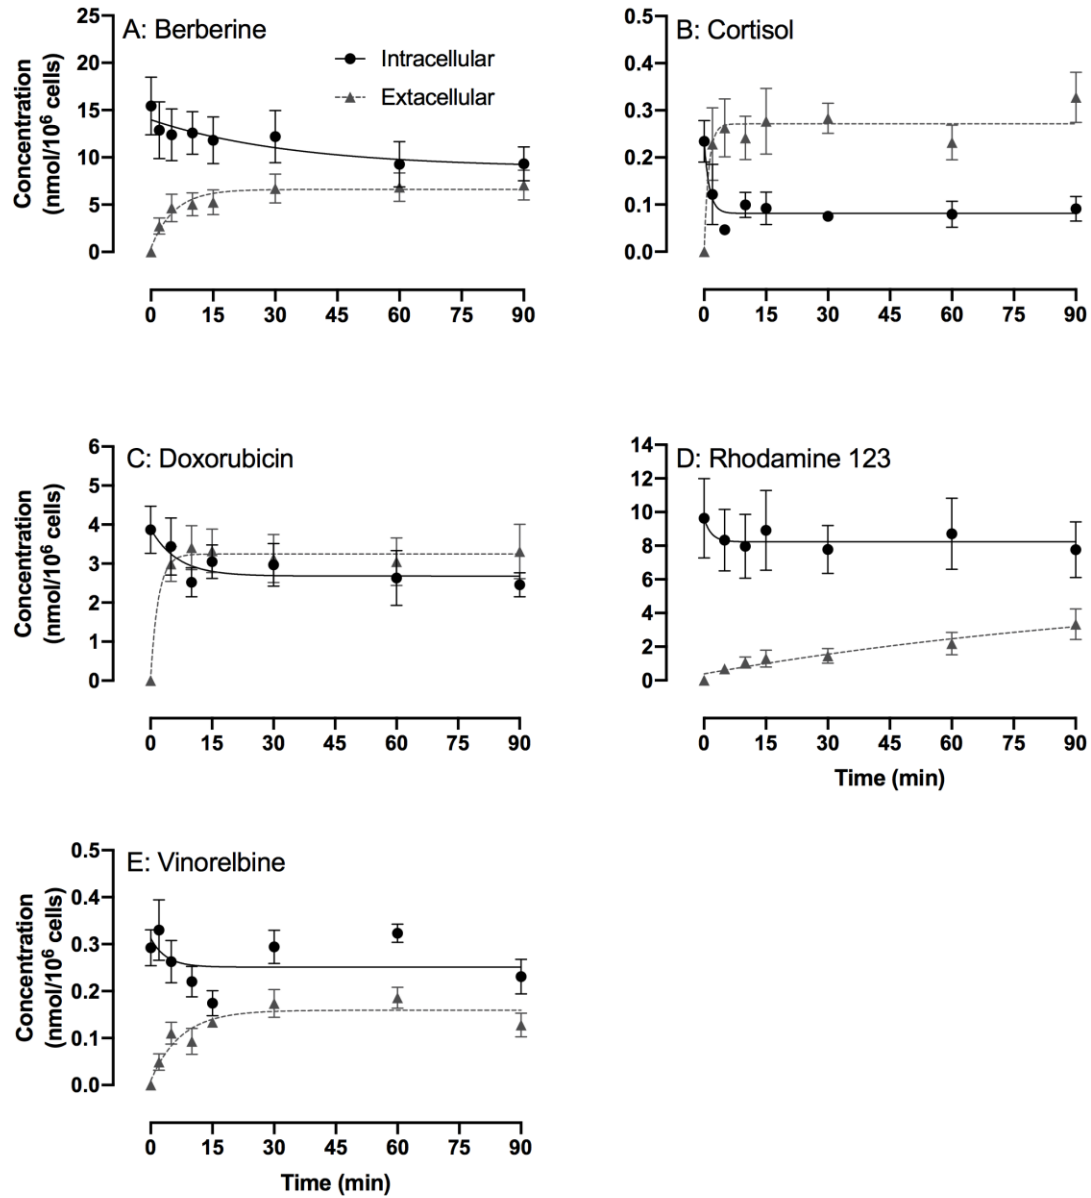 A: Berberine
Intracellular
Extacellular
Concentration
(nmol/10⁶ cells)
25
20
15
10
5
0
0 15 30 45 60 75 90
B: Cortisol
0.5
0.4
0.3
0.2
0.1
0.0
0 15 30 45 60 75 90
C: Doxorubicin
Concentration
(nmol/10⁶ cells)
6
5
4
3
2
1
0
0 15 30 45 60 75 90
D: Rhodamine 123
14
12
10
8
6
4
2
0
0 15 30 45 60 75 90
Time (min)
E: Vinorelbine
Concentration
(nmol/10⁶ cells)
0.5
0.4
0.3
0.2
0.1
0.0
0 15 30 45 60 75 90
Time (min)